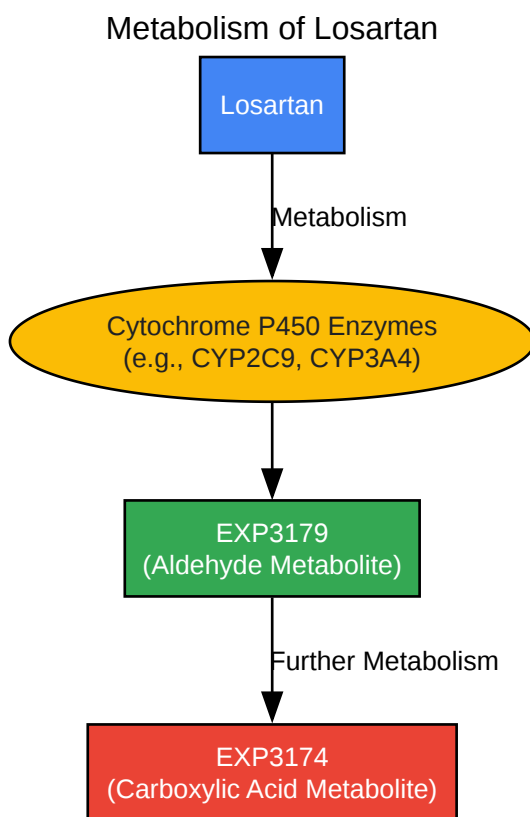 Metabolism of Losartan
Losartan
Metabolism
Cytochrome P450 Enzymes
(e.g., CYP2C9, CYP3A4)
EXP3179
(Aldehyde Metabolite)
Further Metabolism
EXP3174
(Carboxylic Acid Metabolite)